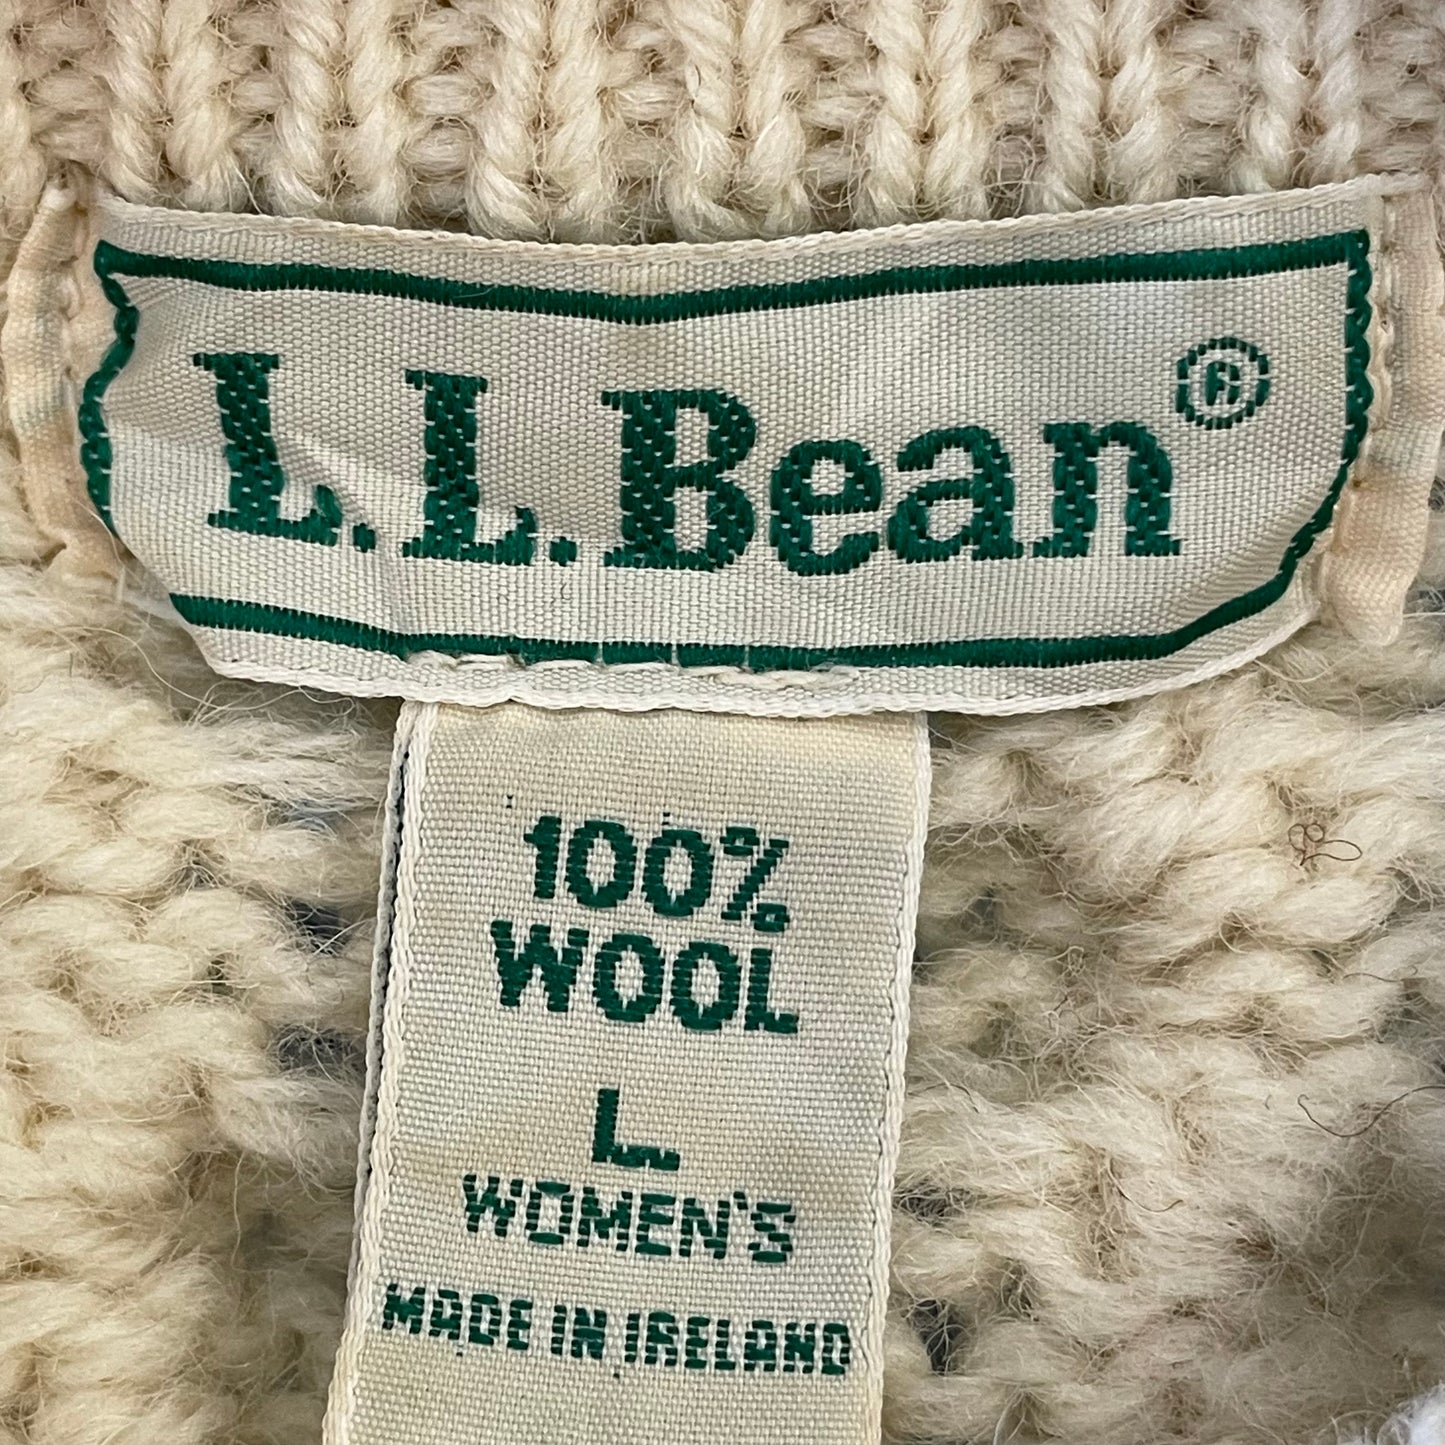 L.L.Bean®
100%
WOOL
L
WOMEN'S
MADE IN IRELAND